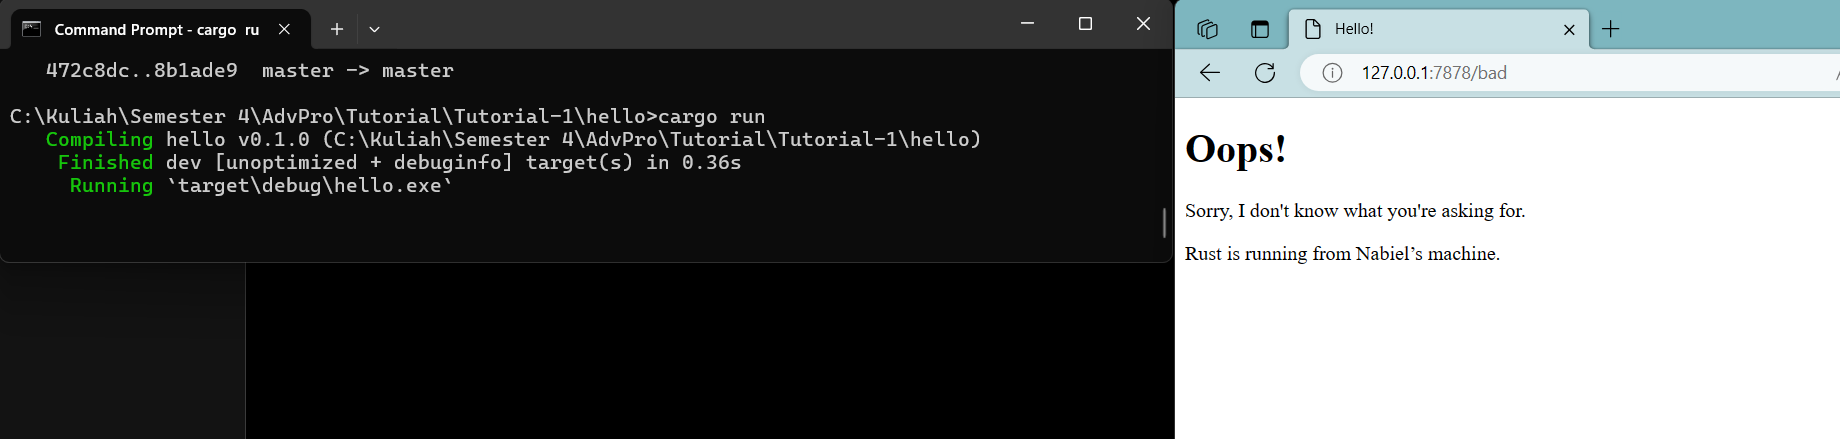 Command Prompt - cargo  ru
472c8dc..8b1ade9  master -> master
C:\Kuliah\Semester 4\AdvPro\Tutorial\Tutorial-1\hello>cargo run
Compiling hello v0.1.0 (C:\Kuliah\Semester 4\AdvPro\Tutorial\Tutorial-1\hello)
Finished dev [unoptimized + debuginfo] target(s) in 0.36s
Running `target\debug\hello.exe`
Hello!
127.0.0.1:7878/bad
Oops!
Sorry, I don't know what you're asking for.
Rust is running from Nabiel’s machine.